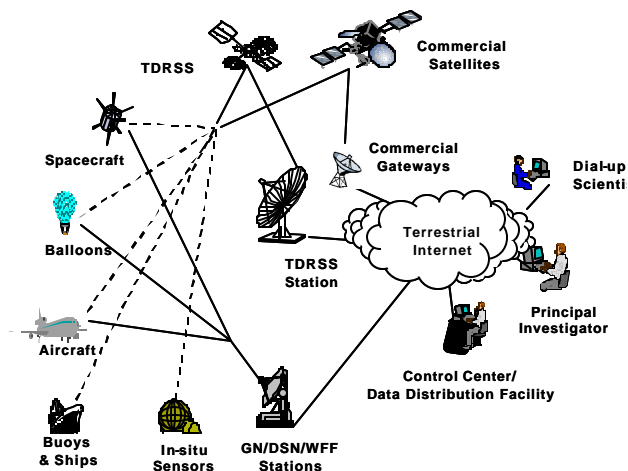 TDRSS
Commercial
Satellites
Spacecraft
Commercial
Gateways
Dial-up
Scienti
Balloons
Terrestrial
Internet
TDRSS
Station
Principal
Investigator
Aircraft
Control Center/
Data Distribution Facility
Buoys
& Ships
In-situ
Sensors
GN/DSN/WFF
Stations